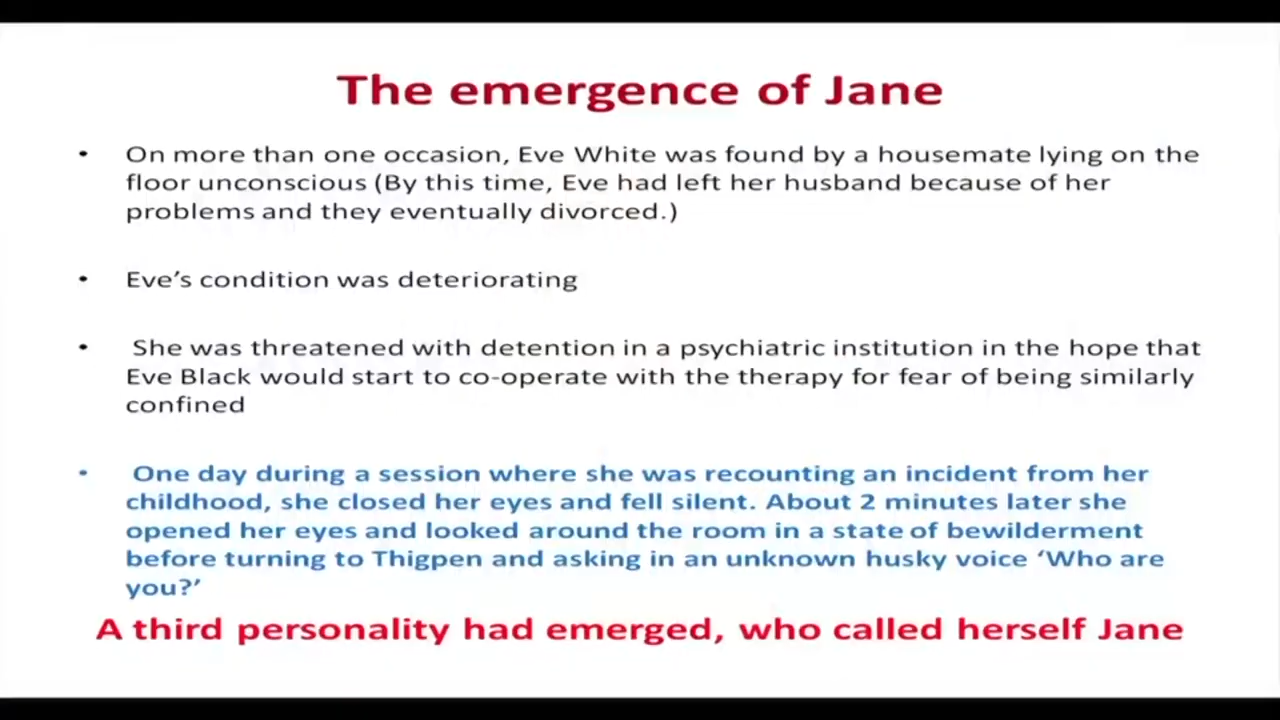 The emergence of Jane
• On more than one occasion, Eve White was found by a housemate lying on the
floor unconscious (By this time, Eve had left her husband because of her
problems and they eventually divorced.)
• Eve’s condition was deteriorating
• She was threatened with detention in a psychiatric institution in the hope that
Eve Black would start to co-operate with the therapy for fear of being similarly
confined
• One day during a session where she was recounting an incident from her
childhood, she closed her eyes and fell silent. About 2 minutes later she
opened her eyes and looked around the room in a state of bewilderment
before turning to Thigpen and asking in an unknown husky voice ‘Who are
you?’
A third personality had emerged, who called herself Jane